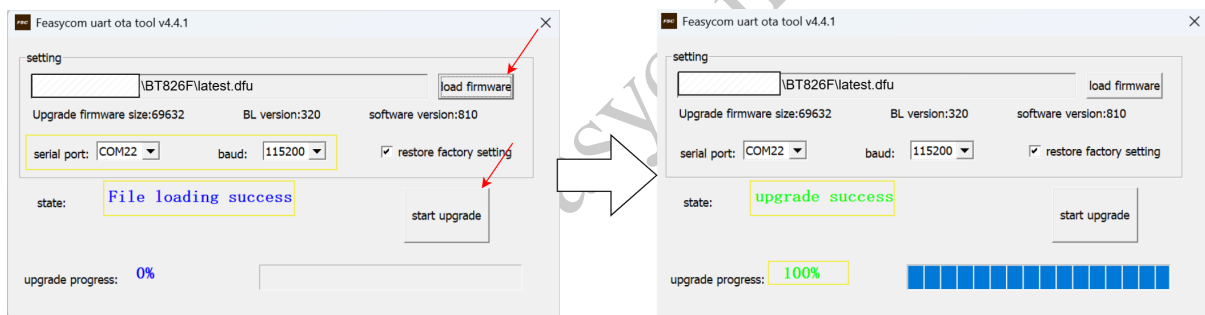 FSC Feasycom uart ota tool v4.4.1
setting
\BT826F\latest.dfu
load firmware
Upgrade firmware size:69632 BL version:320 software version:810
serial port: COM22 baud: 115200 restore factory setting
state: File loading success
start upgrade
upgrade progress: 0%
FSC Feasycom uart ota tool v4.4.1
setting
\BT826F\latest.dfu
load firmware
Upgrade firmware size:69632 BL version:320 software version:810
serial port: COM22 baud: 115200 restore factory setting
state: upgrade success
start upgrade
upgrade progress: 100%